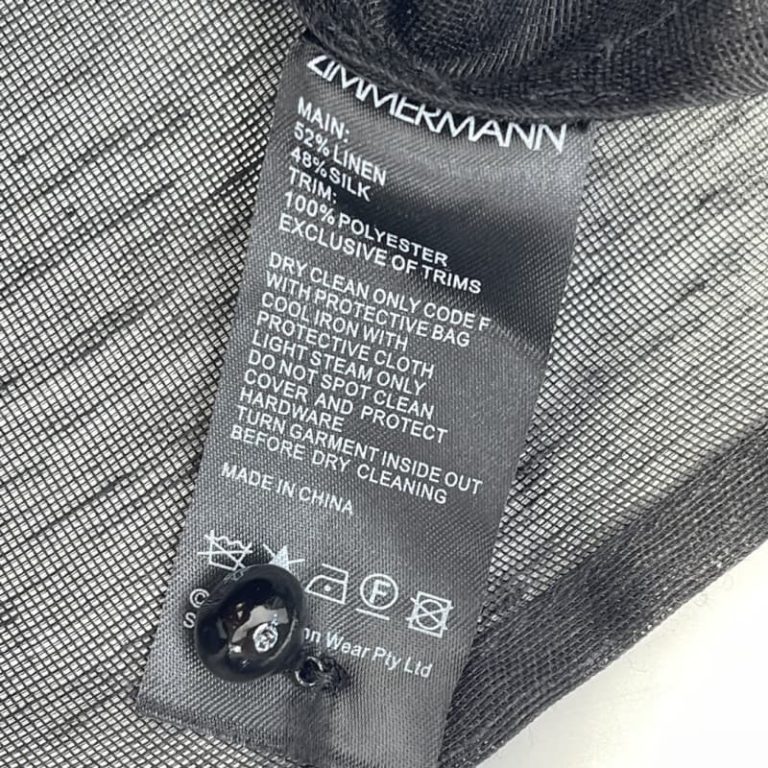 ZIMMERMANN
MAIN:
52% LINEN
48% SILK
TRIM:
100% POLYESTER
EXCLUSIVE OF TRIMS
DRY CLEAN ONLY CODE F
WITH PROTECTIVE BAG
COOL IRON WITH
PROTECTIVE CLOTH
LIGHT STEAM ONLY
DO NOT SPOT CLEAN
COVER AND PROTECT
HARDWARE
TURN GARMENT INSIDE OUT
BEFORE DRY CLEANING
MADE IN CHINA
F
©
Wear Pty Ltd